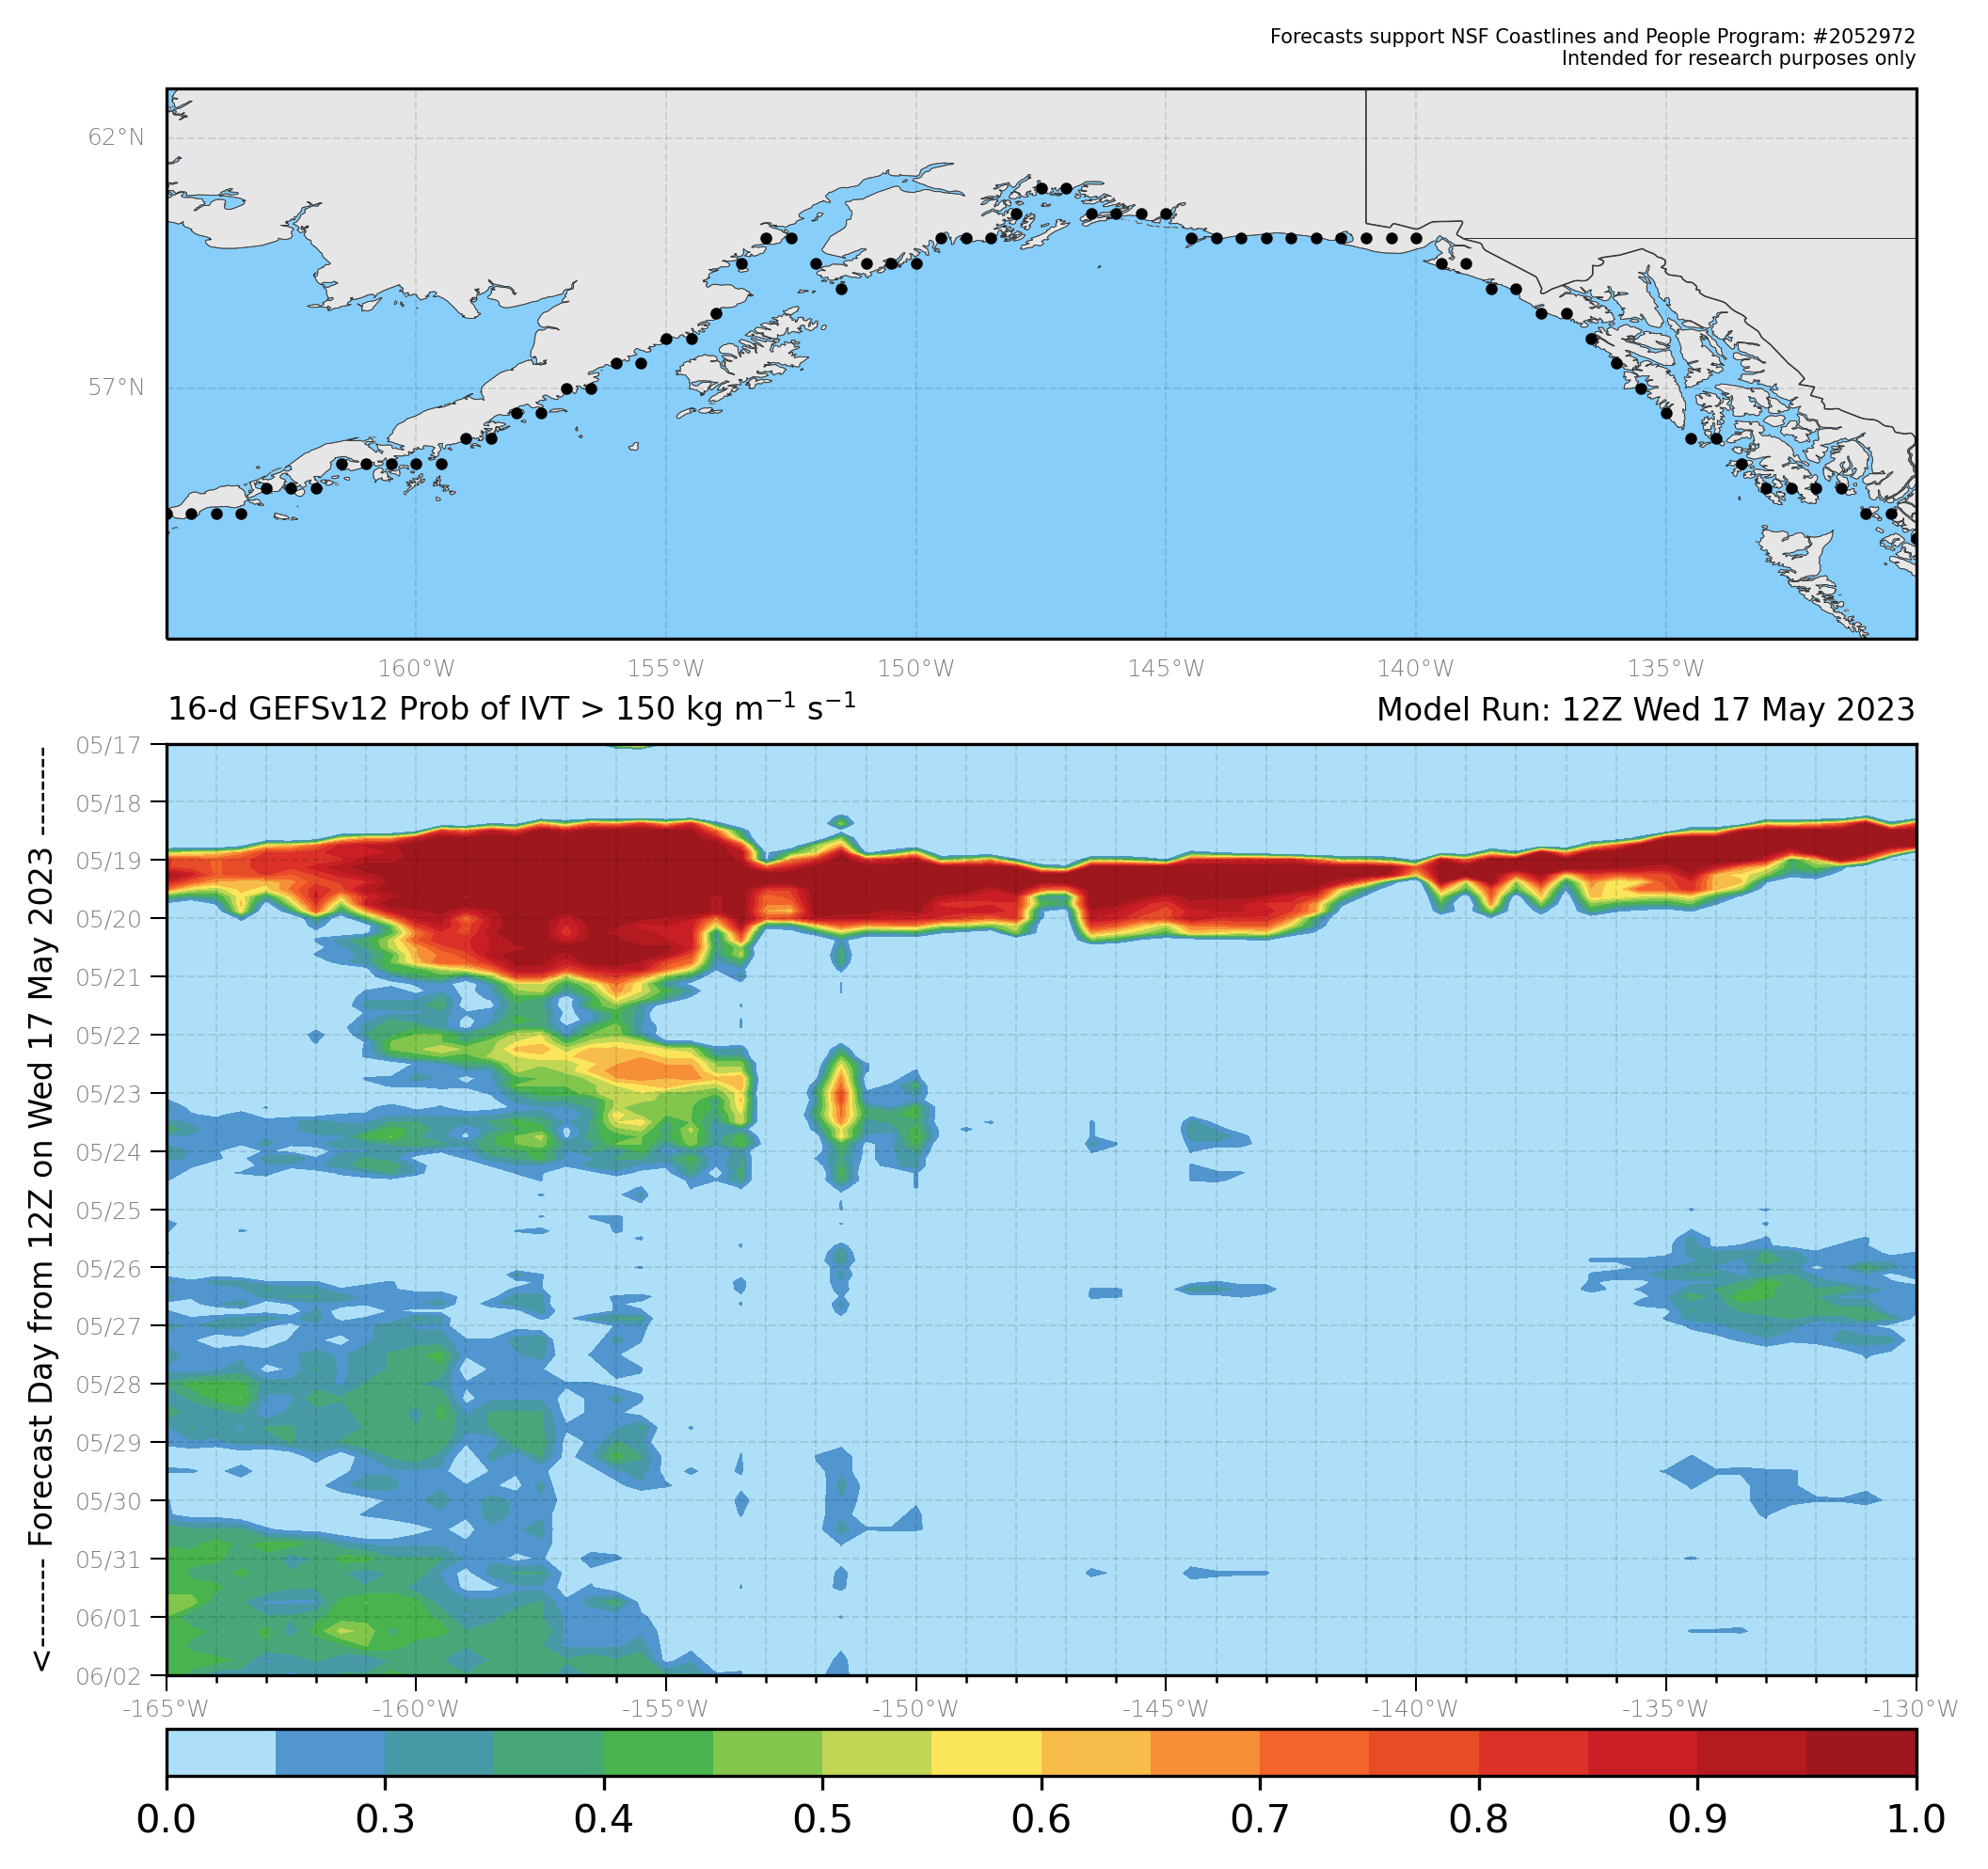 Forecasts support NSF Coastlines and People Program: #2052972
Intended for research purposes only
62°N
57°N
160°W 155°W 150°W 145°W 140°W 135°W
16-d GEFSv12 Prob of IVT > 150 kg m⁻¹ s⁻¹ Model Run: 12Z Wed 17 May 2023
<--------- Forecast Day from 12Z on Wed 17 May 2023 ---------
05/17
05/18
05/19
05/20
05/21
05/22
05/23
05/24
05/25
05/26
05/27
05/28
05/29
05/30
05/31
06/01
06/02
-165°W -160°W -155°W -150°W -145°W -140°W -135°W -130°W
0.0 0.3 0.4 0.5 0.6 0.7 0.8 0.9 1.0